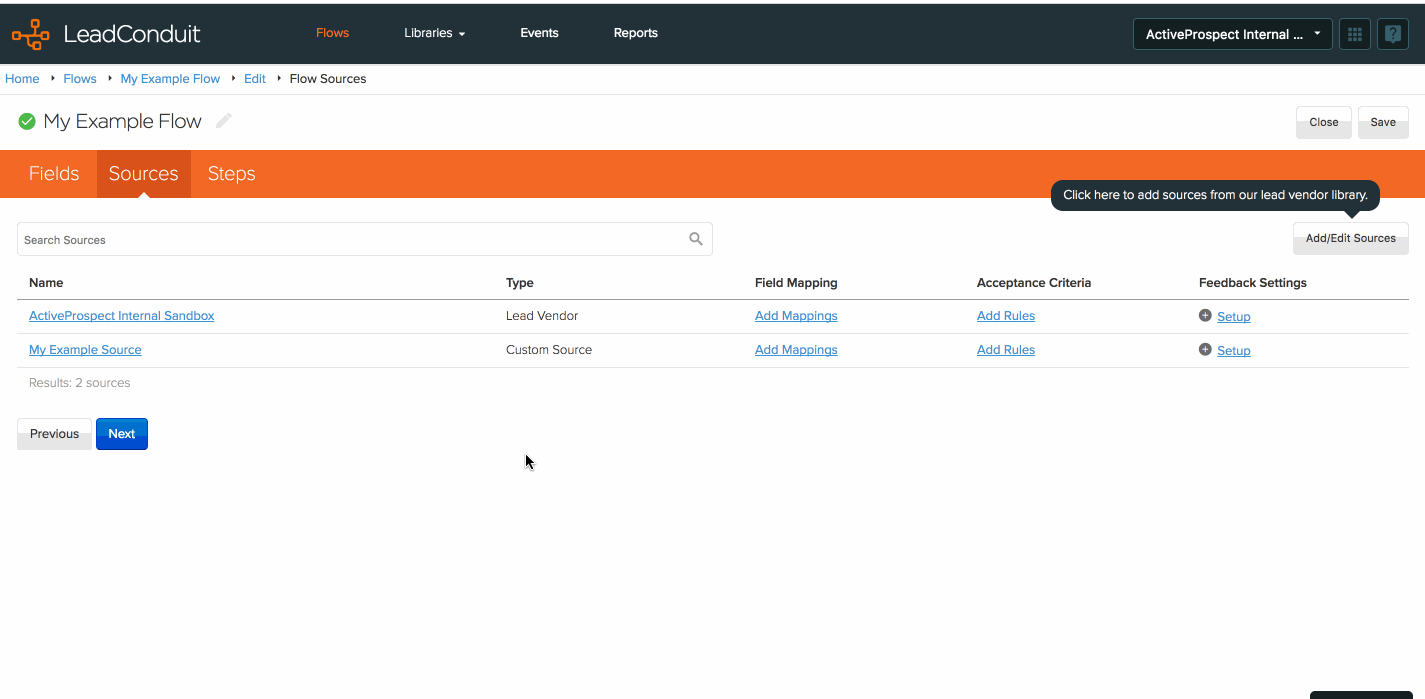 LeadConduit Flows Libraries Events Reports ActiveProspect Internal ...
Home Flows My Example Flow Edit Flow Sources
My Example Flow Close Save
Fields Sources Steps
Click here to add sources from our lead vendor library.
Search Sources Add/Edit Sources
Name Type Field Mapping Acceptance Criteria Feedback Settings
ActiveProspect Internal Sandbox Lead Vendor Add Mappings Add Rules Setup
My Example Source Custom Source Add Mappings Add Rules Setup
Results: 2 sources
Previous Next